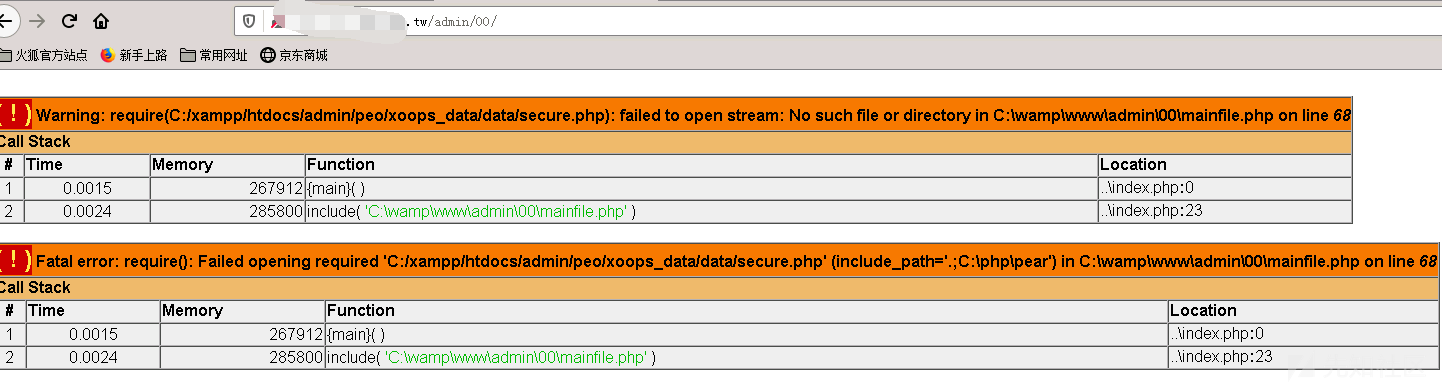 .tw/admin/00/
火狐官方站点 新手上路 常用网址 京东商城
( ! ) Warning: require(C:/xampp/htdocs/admin/peo/xoops_data/data/secure.php): failed to open stream: No such file or directory in C:\wamp\www\admin\00\mainfile.php on line 68
Call Stack
# Time Memory Function Location
1 0.0015 267912 {main}( ) ..\index.php:0
2 0.0024 285800 include( 'C:\wamp\www\admin\00\mainfile.php' ) ..\index.php:23
( ! ) Fatal error: require(): Failed opening required 'C:/xampp/htdocs/admin/peo/xoops_data/data/secure.php' (include_path='.;C:\php\pear') in C:\wamp\www\admin\00\mainfile.php on line 68
Call Stack
# Time Memory Function Location
1 0.0015 267912 {main}( ) ..\index.php:0
2 0.0024 285800 include( 'C:\wamp\www\admin\00\mainfile.php' ) ..\index.php:23